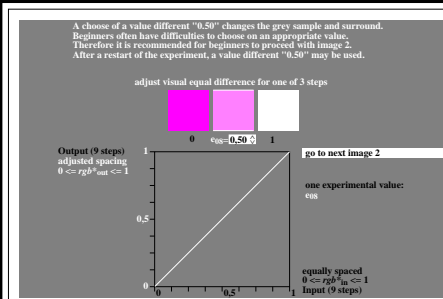 A choose of a value different "0.50" changes the grey sample and surround.
Beginners often have difficulties to choose on an appropriate value.
Therefore it is recommended for beginners to proceed with image 2.
After a restart of the experiment, a value different "0.50" may be used.
adjust visual equal difference for one of 3 steps
0 e0S=0,50 1
Output (9 steps)
adjusted spacing
0 <= rgb*out <= 1
go to next image 2
one experimental value:
e0S
1
0,5
0
0 0,5 1
equally spaced
0 <= rgb*in <= 1
Input (9 steps)